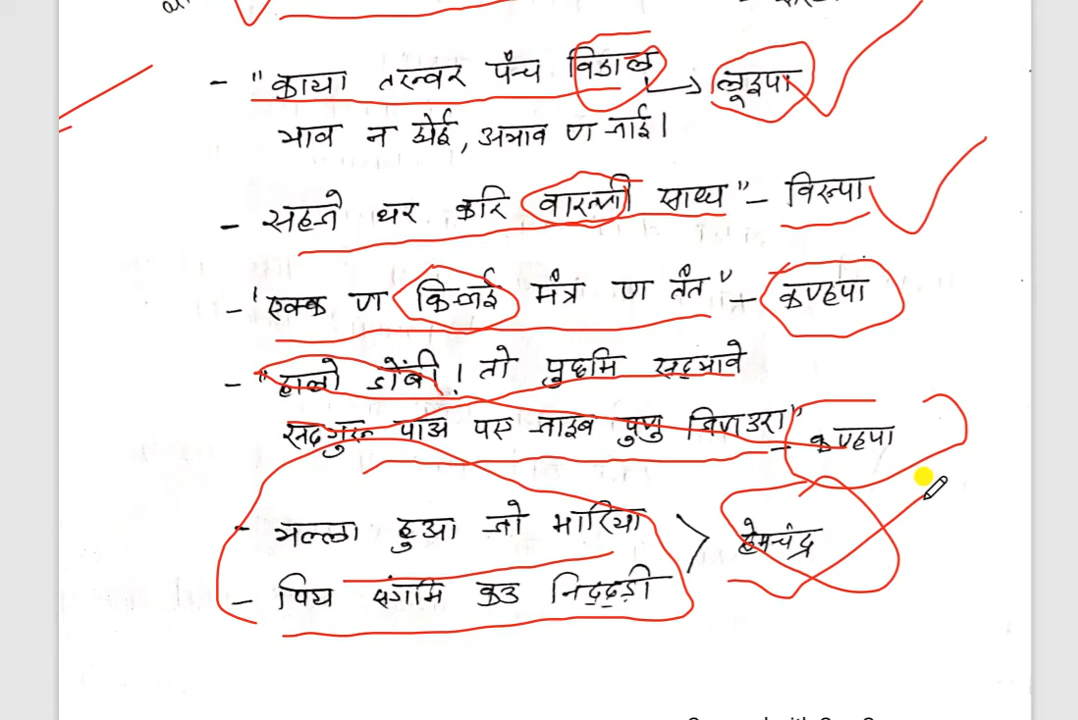 - "काया तरूवर पंच विडाल → लूइपा
भाव न होई, अभाव ण जाई।
- सहजे थर करि वारूणी साध" - विरूपा
- "एक्क ण किज्जई मंत्र ण तंत" - कण्हपा
- "हालो डोंबी! तो पुछमि सद्भावे
सदगुरू पाअ पए जाइब पुणु जिणउरा" - कण्हपा
- भल्ला हुआ जो मारिया
- पिय संगमि कउ निद्दड़ी > हेमचंद्र